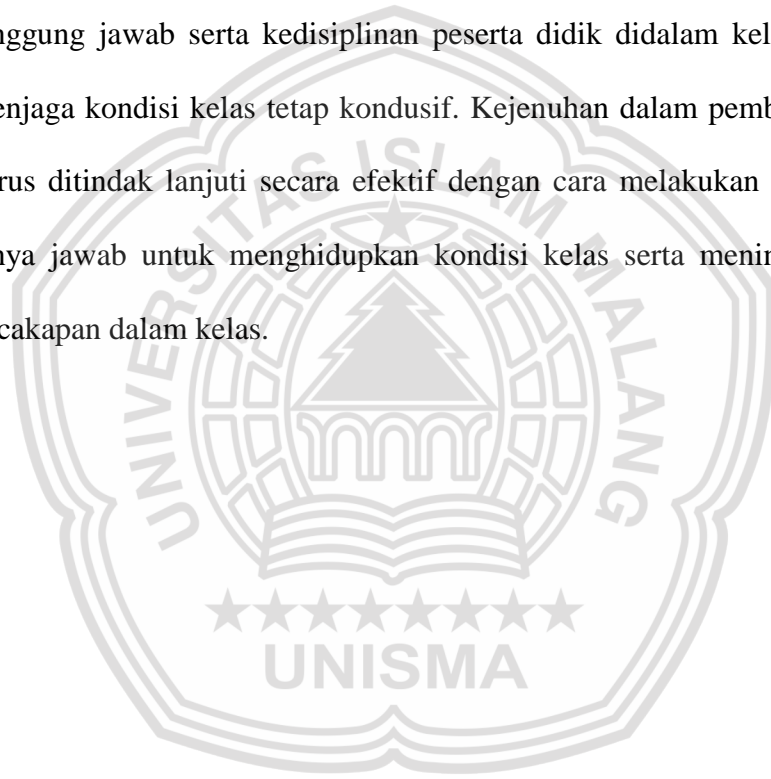 nggung jawab serta kedisiplinan peserta didik didalam kel
enjaga kondisi kelas tetap kondusif. Kejenuhan dalam pemb
rus ditindak lanjuti secara efektif dengan cara melakukan
nya jawab untuk menghidupkan kondisi kelas serta menin
cakapan dalam kelas.
UNIVERSITAS ISLAM MALANG
UNISMA